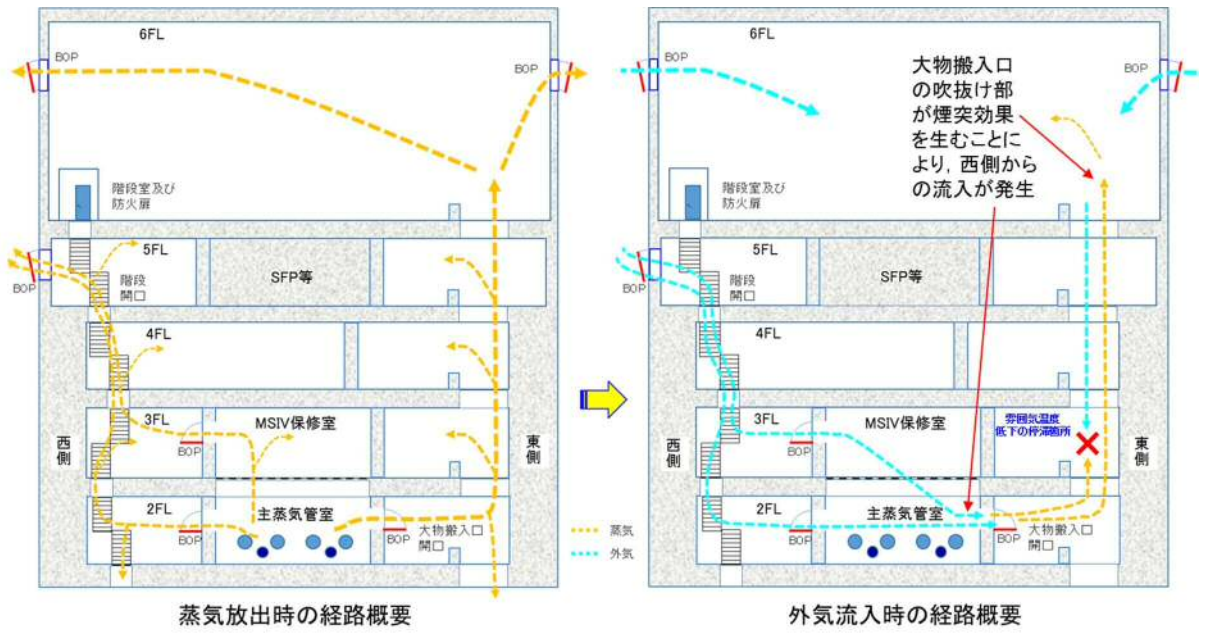 6FL
BOP
BOP
階段室及び
防火扉
5FL
階段
開口
SFP等
BOP
4FL
3FL
MSIV保修室
BOP
西側
東側
2FL
主蒸気管室
BOP
BOP
大物搬入口
開口
蒸気
外気
蒸気放出時の経路概要
6FL
BOP
BOP
大物搬入口
の吹抜け部
が煙突効果
を生むことに
より，西側から
の流入が発生
階段室及び
防火扉
5FL
階段
開口
SFP等
BOP
4FL
3FL
MSIV保修室
BOP
雰囲気温度
低下の停滞箇所
西側
東側
2FL
主蒸気管室
BOP
BOP
大物搬入口
開口
外気流入時の経路概要